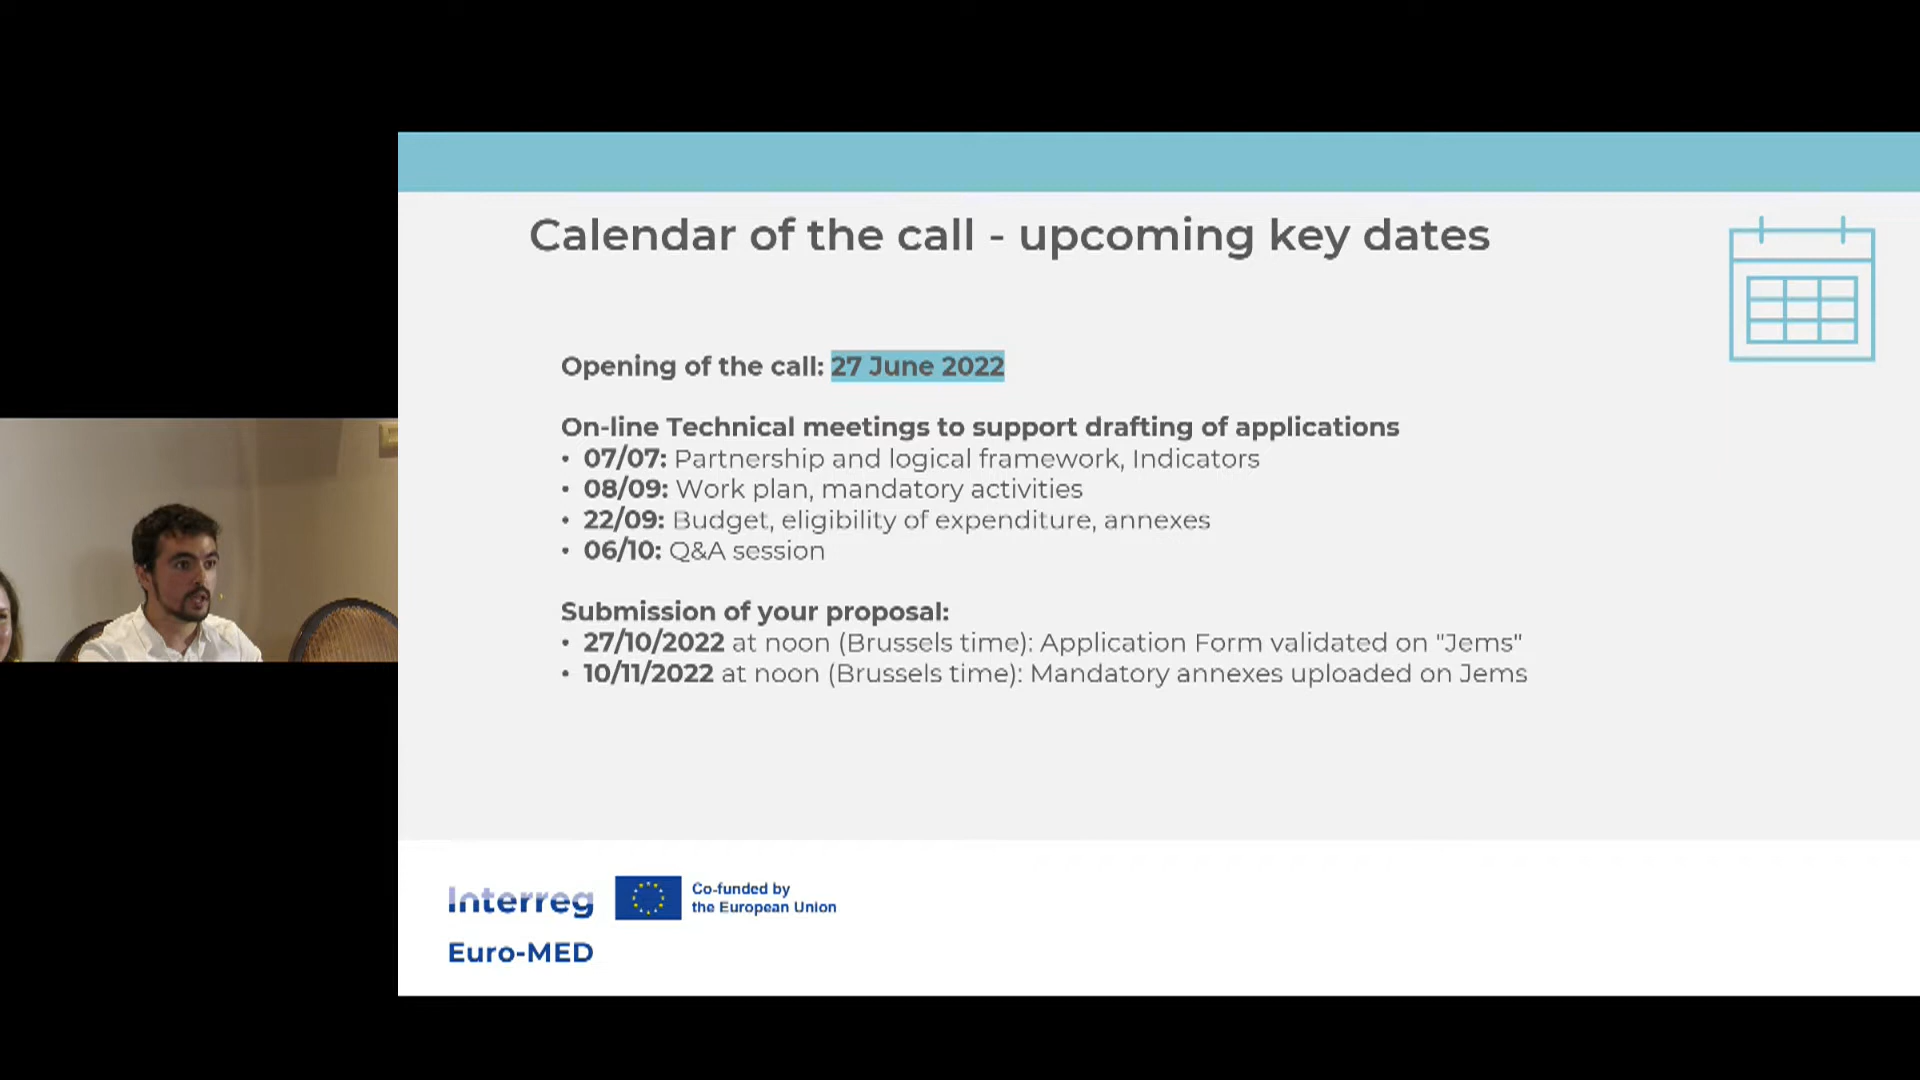 Calendar of the call - upcoming key dates
Opening of the call: 27 June 2022
On-line Technical meetings to support drafting of applications
• 07/07: Partnership and logical framework, Indicators
• 08/09: Work plan, mandatory activities
• 22/09: Budget, eligibility of expenditure, annexes
• 06/10: Q&A session
Submission of your proposal:
• 27/10/2022 at noon (Brussels time): Application Form validated on "Jems"
• 10/11/2022 at noon (Brussels time): Mandatory annexes uploaded on Jems
Interreg
Co-funded by
the European Union
Euro-MED